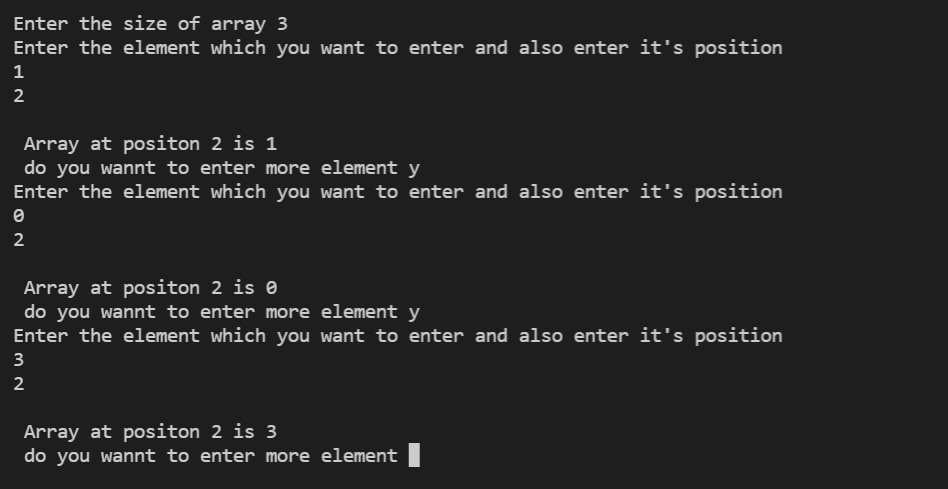 Enter the size of array 3
Enter the element which you want to enter and also enter it's position
1
2
Array at positon 2 is 1
do you wannt to enter more element y
Enter the element which you want to enter and also enter it's position
0
2
Array at positon 2 is 0
do you wannt to enter more element y
Enter the element which you want to enter and also enter it's position
3
2
Array at positon 2 is 3
do you wannt to enter more element